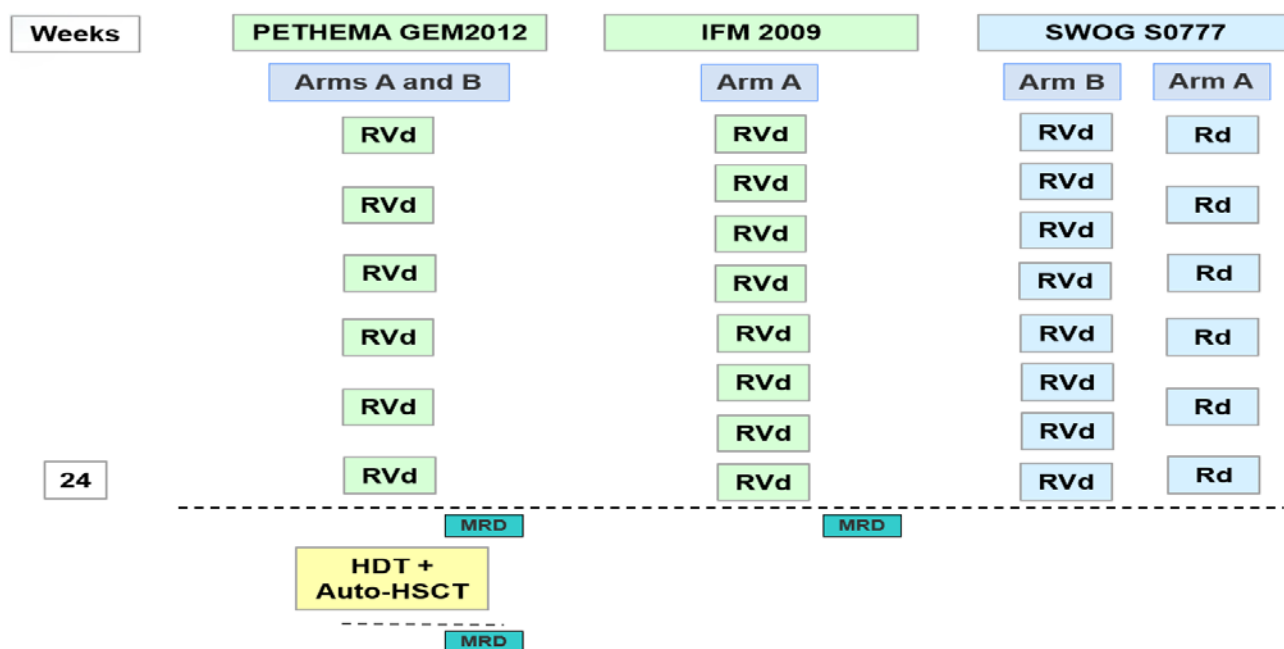 Weeks PETHEMA GEM2012 IFM 2009 SWOG S0777
Arms A and B Arm A Arm B Arm A
RVd RVd RVd Rd
RVd RVd
RVd Rd
RVd RVd
RVd RVd Rd
RVd RVd
RVd RVd RVd Rd
RVd RVd
RVd Rd
RVd RVd
24 RVd RVd RVd Rd
MRD MRD
HDT +
Auto-HSCT
MRD